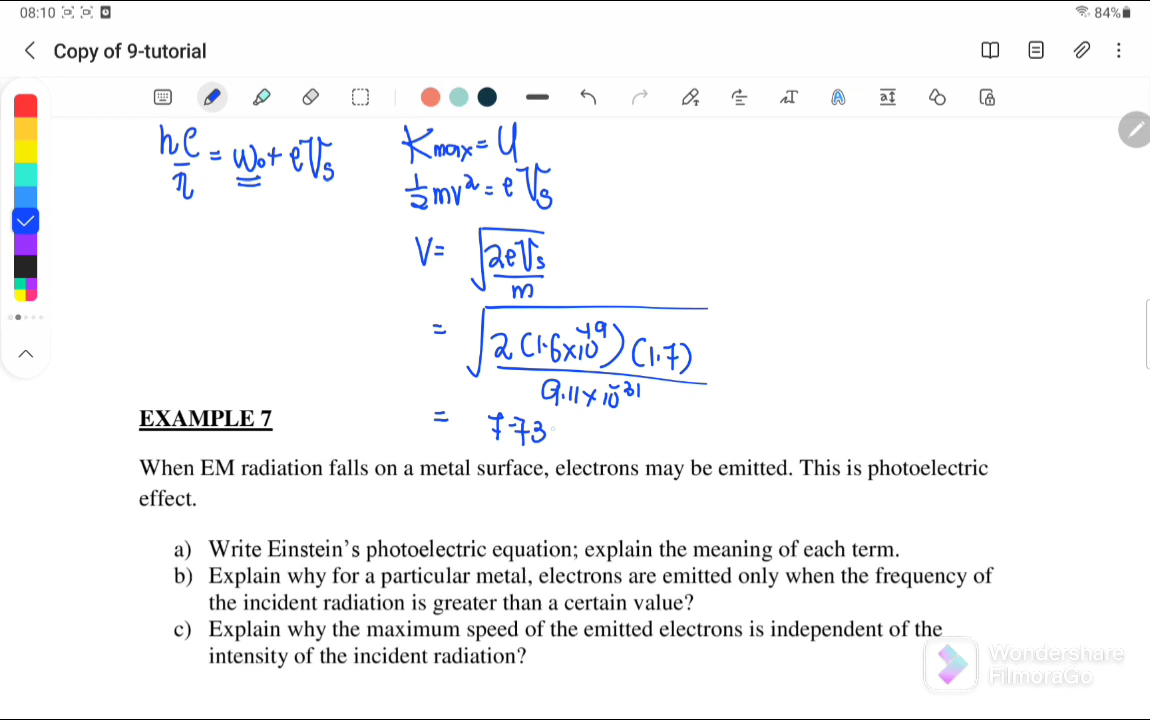 08:10 84%
Copy of 9-tutorial
hc/λ = W₀ + eVs
Kmax = U
½mv² = eVs
V = √(2eVs/m)
= √(2(1.6×10⁻¹⁹)(1.7)/9.11×10⁻³¹)
= 7.73
EXAMPLE 7
When EM radiation falls on a metal surface, electrons may be emitted. This is photoelectric
effect.
a) Write Einstein's photoelectric equation; explain the meaning of each term.
b) Explain why for a particular metal, electrons are emitted only when the frequency of
the incident radiation is greater than a certain value?
c) Explain why the maximum speed of the emitted electrons is independent of the
intensity of the incident radiation?
Wondershare
FilmoraGo